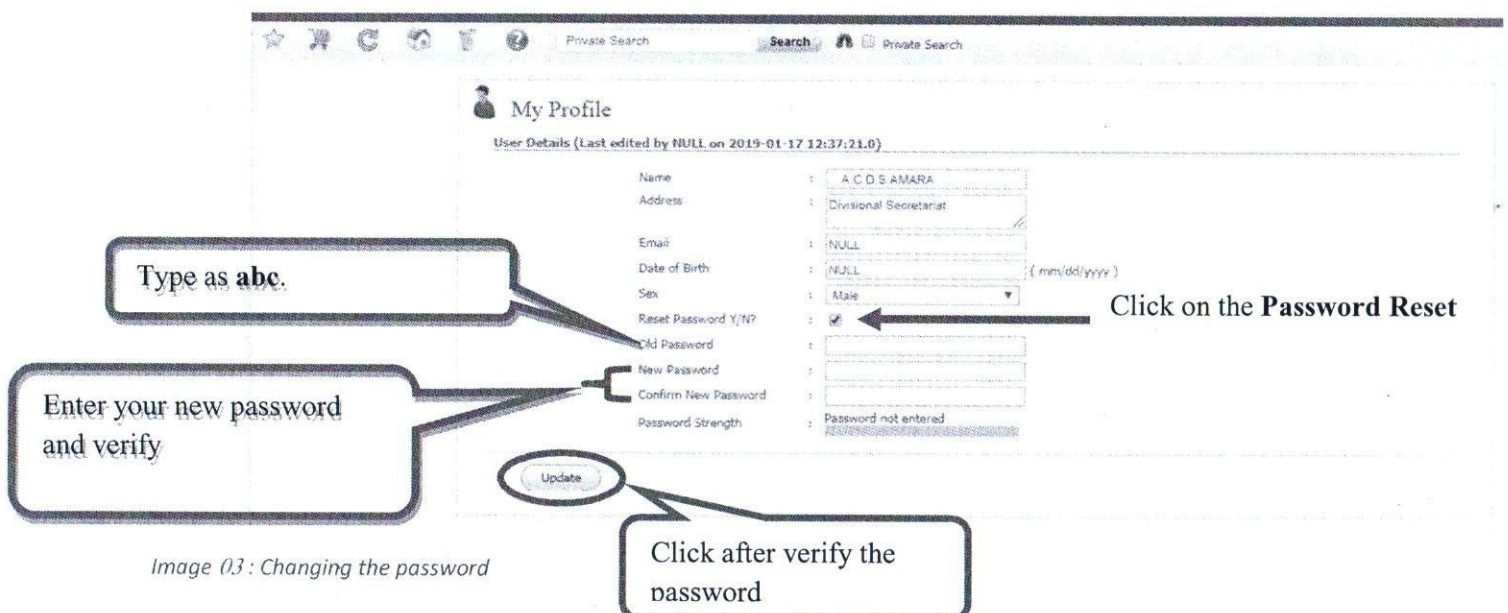 Private Search Search Private Search
My Profile
User Details (Last edited by NULL on 2019-01-17 12:37:21.0)
Name : A C D S AMARA
Address : Divisional Secretariat
Email : NULL
Date of Birth : NULL ( mm/dd/yyyy )
Sex : Male
Reset Password Y/N? :
Old Password :
New Password :
Confirm New Password :
Password Strength : Password not entered
Update
Type as abc.
Click on the Password Reset
Enter your new password
and verify
Click after verify the
password
Image 03 : Changing the password